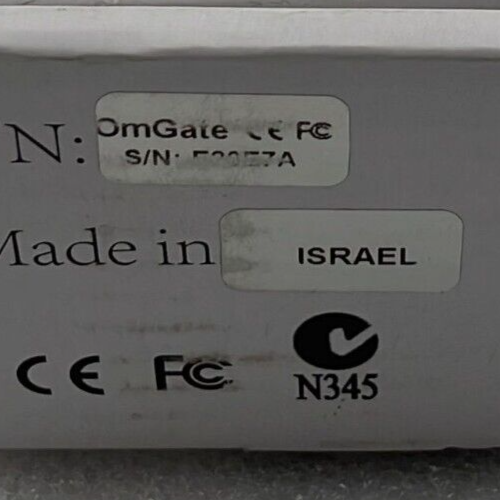 N: OmGate CE FC
S/N:
Made in ISRAEL
CE FC
N345